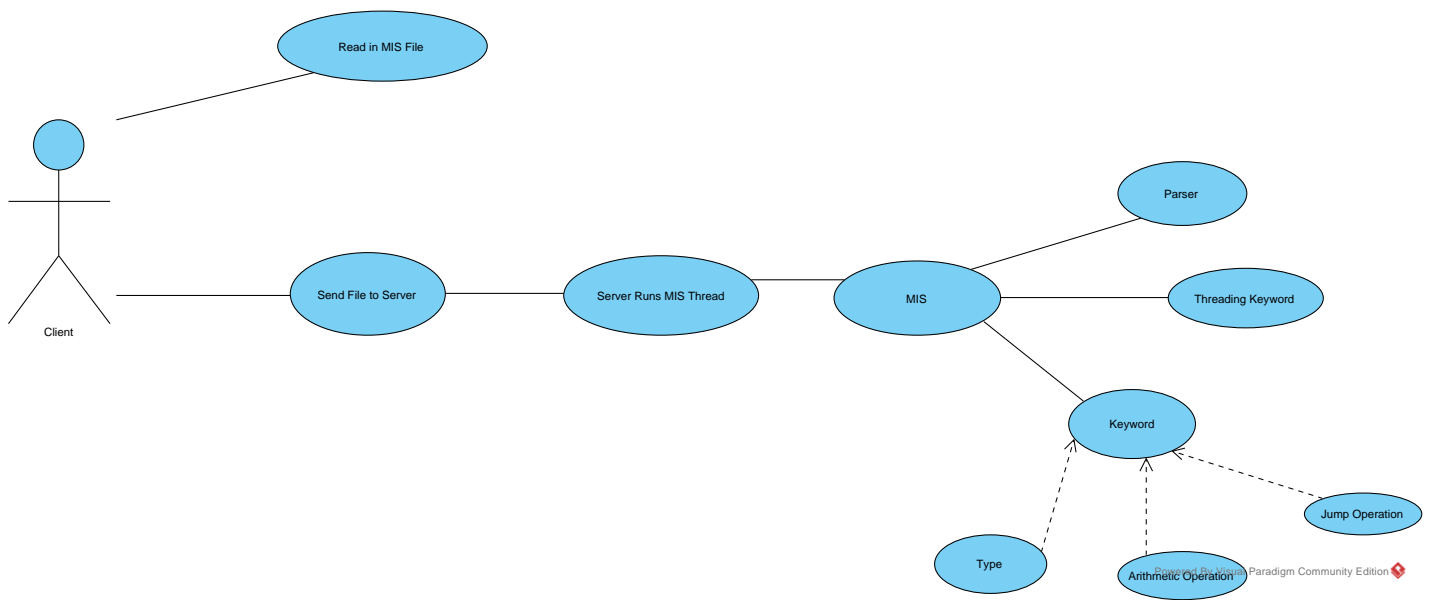 Read in MIS File
Parser
Send File to Server
Server Runs MIS Thread
MIS
Threading Keyword
Client
Keyword
Jump Operation
Type
Arithmetic Operation
Powered By Visual Paradigm Community Edition